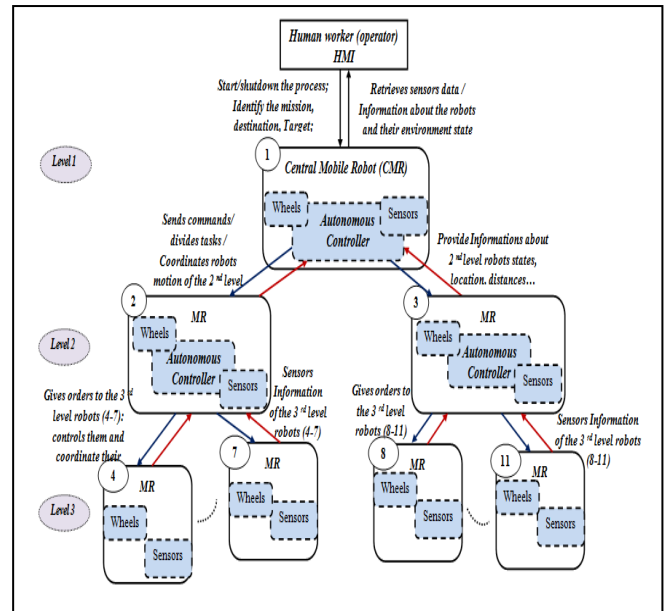 Human worker (operator)
HMI
Start/shutdown the process;
Identify the mission,
destination, Target;
Retrieves sensors data /
Information about the robots
and their environment state
Level 1
1
Central Mobile Robot (CMR)
Wheels
Sensors
Autonomous
Controller
Sends commands/
divides tasks /
Coordinates robots
motion of the 2nd level
Provide Informations about
2nd level robots states,
location. distances...
Level 2
2
MR
Wheels
Autonomous
Controller
Sensors
3
MR
Wheels
Autonomous
Controller
Sensors
Gives orders to the 3rd
level robots (4-7):
controls them and
coordinate their
Sensors
Information
of the 3rd level
robots (4-7)
Gives orders to
the 3rd level
robots (8-11)
Sensors Information
of the 3rd level robots
(8-11)
Level 3
4
MR
Wheels
Sensors
7
MR
Wheels
Sensors
8
MR
Wheels
Sensors
11
MR
Wheels
Sensors